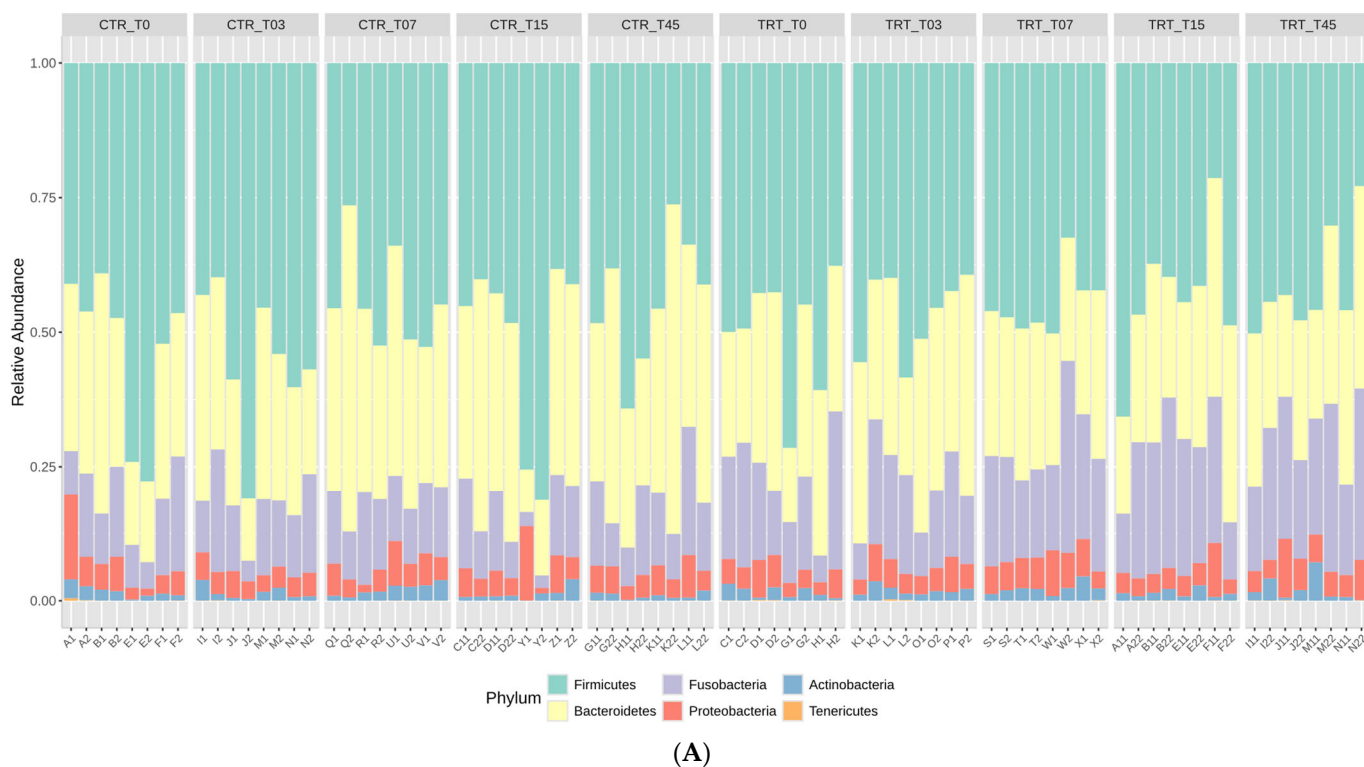 CTR_T0 CTR_T03 CTR_T07 CTR_T15 CTR_T45 TRT_T0 TRT_T03 TRT_T07 TRT_T15 TRT_T45
1.00
0.75
0.50
0.25
0.00
Relative Abundance
A1 A2 B1 B2 E1 E2 F1 F2 I1 I2 J1 J2 M1 M2 N1 N2 Q1 Q2 R1 R2 U1 U2 V1 V2 C11 C22 D11 D22 Y1 Y2 Z1 Z2 G11 G22 H11 H22 K11 K22 L11 L22 C1 C2 D1 D2 G1 G2 H1 H2 K1 K2 L1 L2 O1 O2 P1 P2 S1 S2 T1 T2 W1 W2 X1 X2 A11 A22 B11 B22 E11 E22 F11 F22 I11 I22 J11 J22 M11 M22 N11 N22
Phylum
Firmicutes Fusobacteria Actinobacteria
Bacteroidetes Proteobacteria Tenericutes
(A)